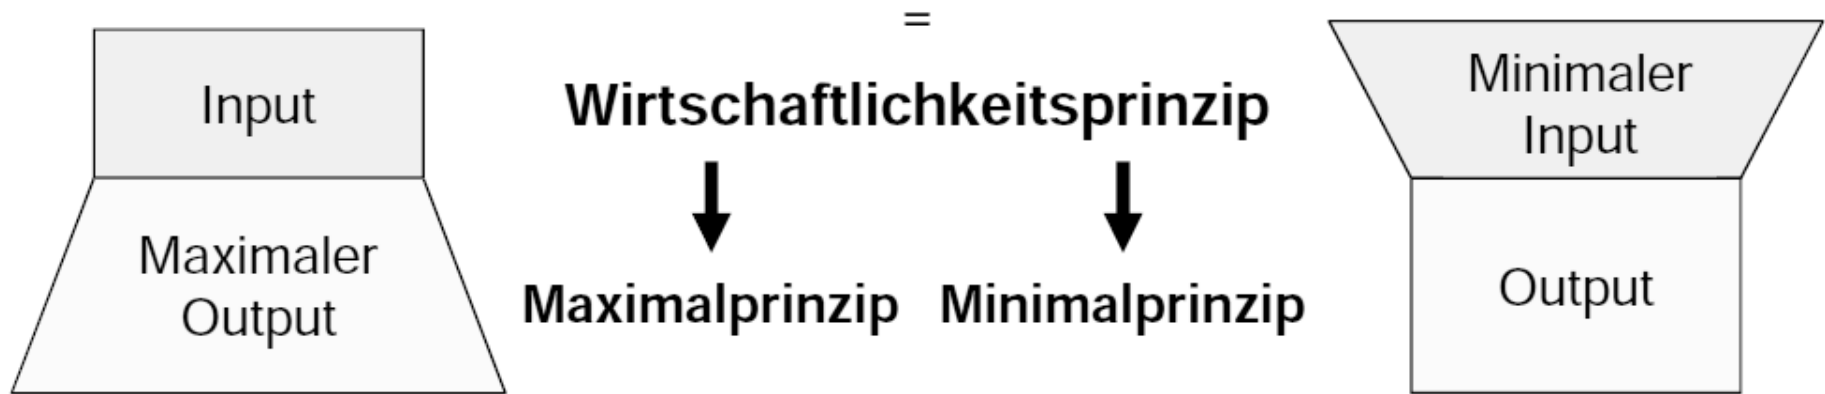 =
Input
Maximaler
Output
Wirtschaftlichkeitsprinzip
Maximalprinzip Minimalprinzip
Minimaler
Input
Output